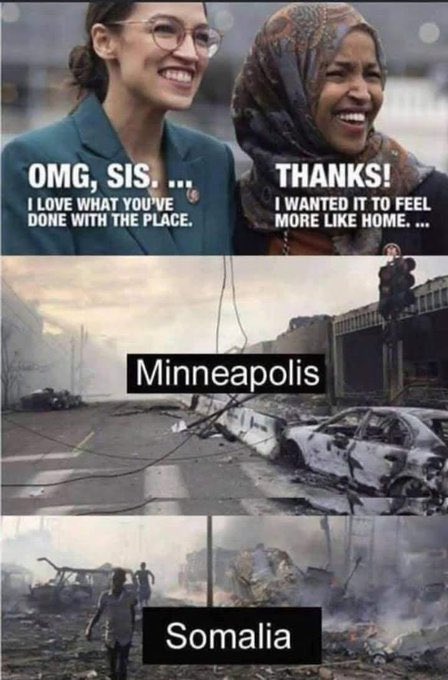 OMG, SIS. ...
I LOVE WHAT YOU'VE
DONE WITH THE PLACE.
THANKS!
I WANTED IT TO FEEL
MORE LIKE HOME. ...
Minneapolis
Somalia